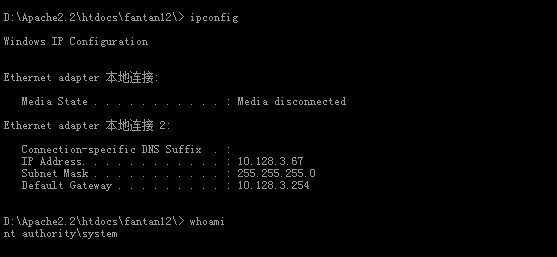 D:\Apache2.2\htdocs\fantan12\> ipconfig
Windows IP Configuration
Ethernet adapter 本地连接:
Media State . . . . . . . . . . . : Media disconnected
Ethernet adapter 本地连接 2:
Connection-specific DNS Suffix . :
IP Address. . . . . . . . . . . . : 10.128.3.67
Subnet Mask . . . . . . . . . . . : 255.255.255.0
Default Gateway . . . . . . . . . : 10.128.3.254
D:\Apache2.2\htdocs\fantan12\> whoami
nt authority\system